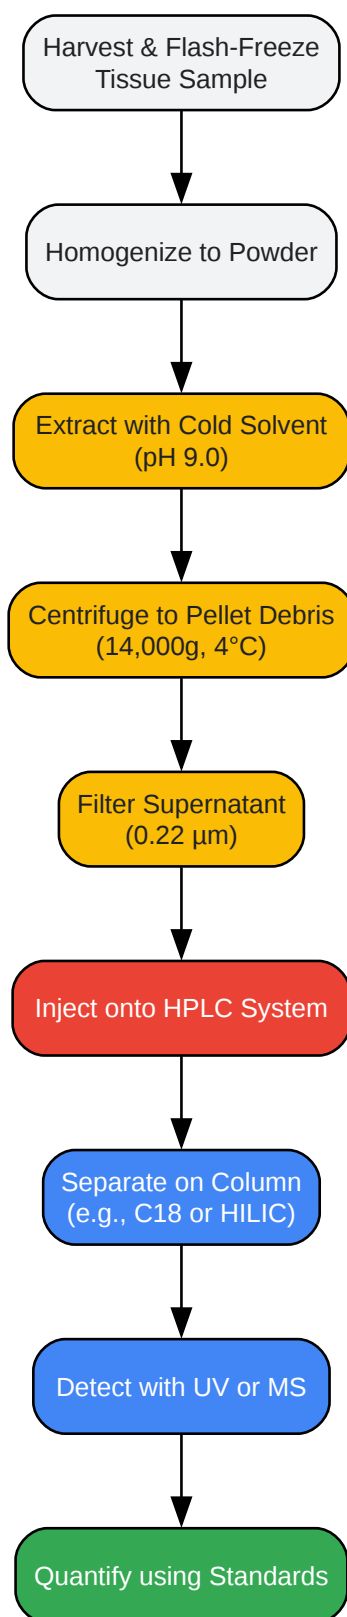 Harvest & Flash-Freeze
Tissue Sample
Homogenize to Powder
Extract with Cold Solvent
(pH 9.0)
Centrifuge to Pellet Debris
(14,000g, 4°C)
Filter Supernatant
(0.22 µm)
Inject onto HPLC System
Separate on Column
(e.g., C18 or HILIC)
Detect with UV or MS
Quantify using Standards